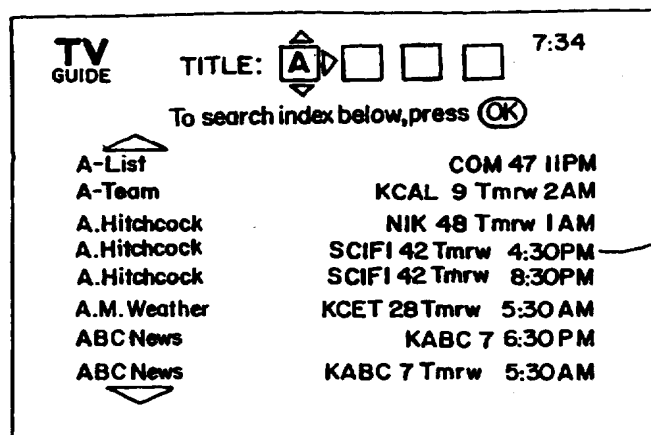 TV GUIDE TITLE: A 7:34
To search index below, press OK
A-List COM 47 11PM
A-Team KCAL 9 Tmrw 2AM
A.Hitchcock NIK 48 Tmrw 1AM
A.Hitchcock SCIFI 42 Tmrw 4:30PM
A.Hitchcock SCIFI 42 Tmrw 8:30PM
A.M. Weather KCET 28 Tmrw 5:30AM
ABC News KABC 7 6:30PM
ABC News KABC 7 Tmrw 5:30AM